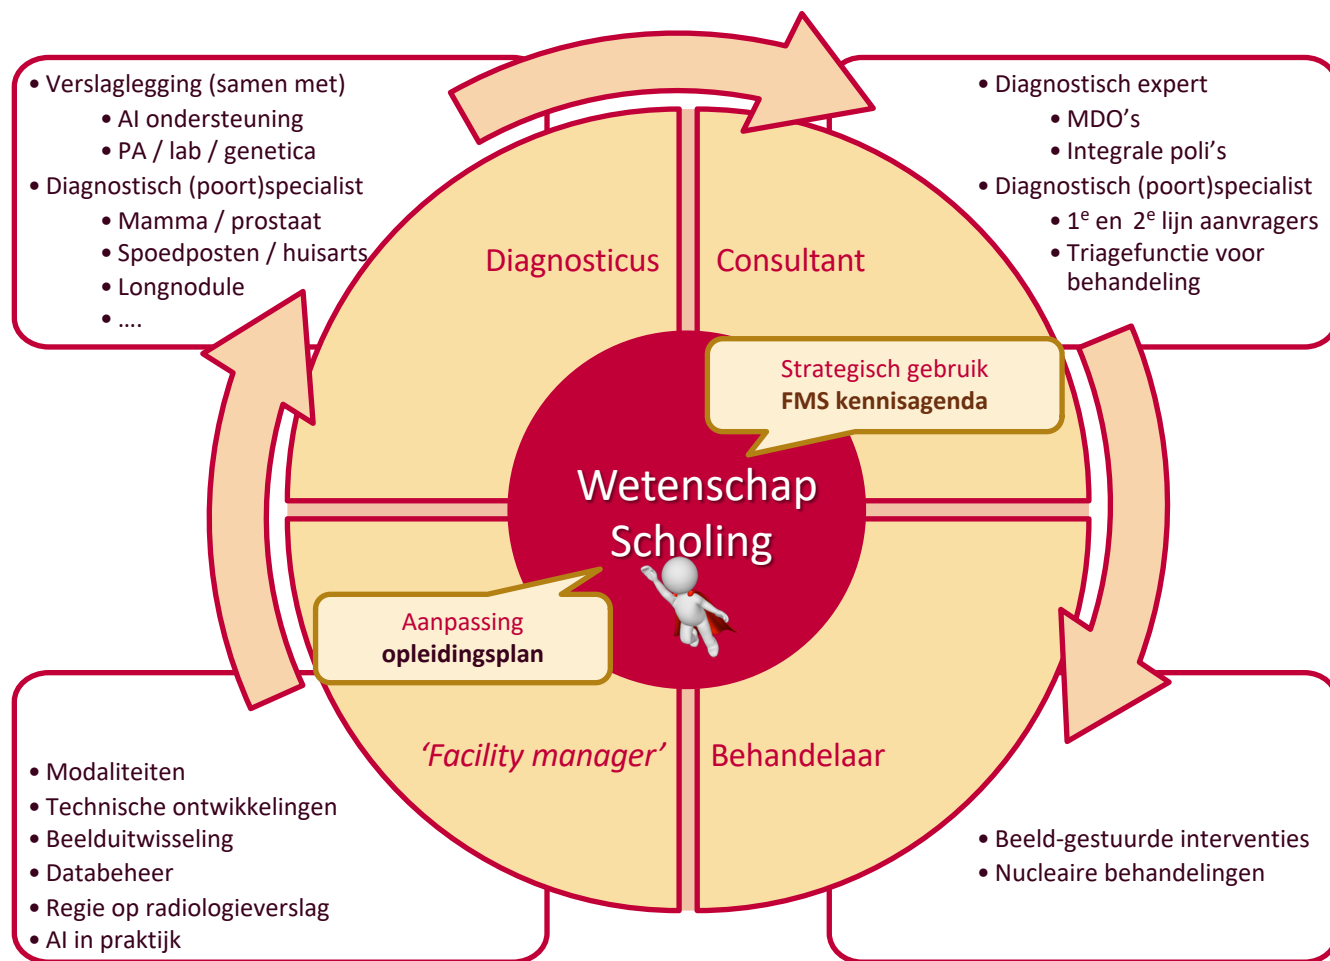 • Verslaglegging (samen met)
• AI ondersteuning
• PA / lab / genetica
• Diagnostisch (poort)specialist
• Mamma / prostaat
• Spoedposten / huisarts
• Longnodule
• ....
• Diagnostisch expert
• MDO’s
• Integrale poli’s
• Diagnostisch (poort)specialist
• 1e en 2e lijn aanvragers
• Triagefunctie voor
behandeling
Diagnosticus
Consultant
Strategisch gebruik
FMS kennisagenda
Wetenschap
Scholing
Aanpassing
opleidingsplan
‘Facility manager’
Behandelaar
• Modaliteiten
• Technische ontwikkelingen
• Beelduitwisseling
• Databeheer
• Regie op radiologieverslag
• AI in praktijk
• Beeld-gestuurde interventies
• Nucleaire behandelingen